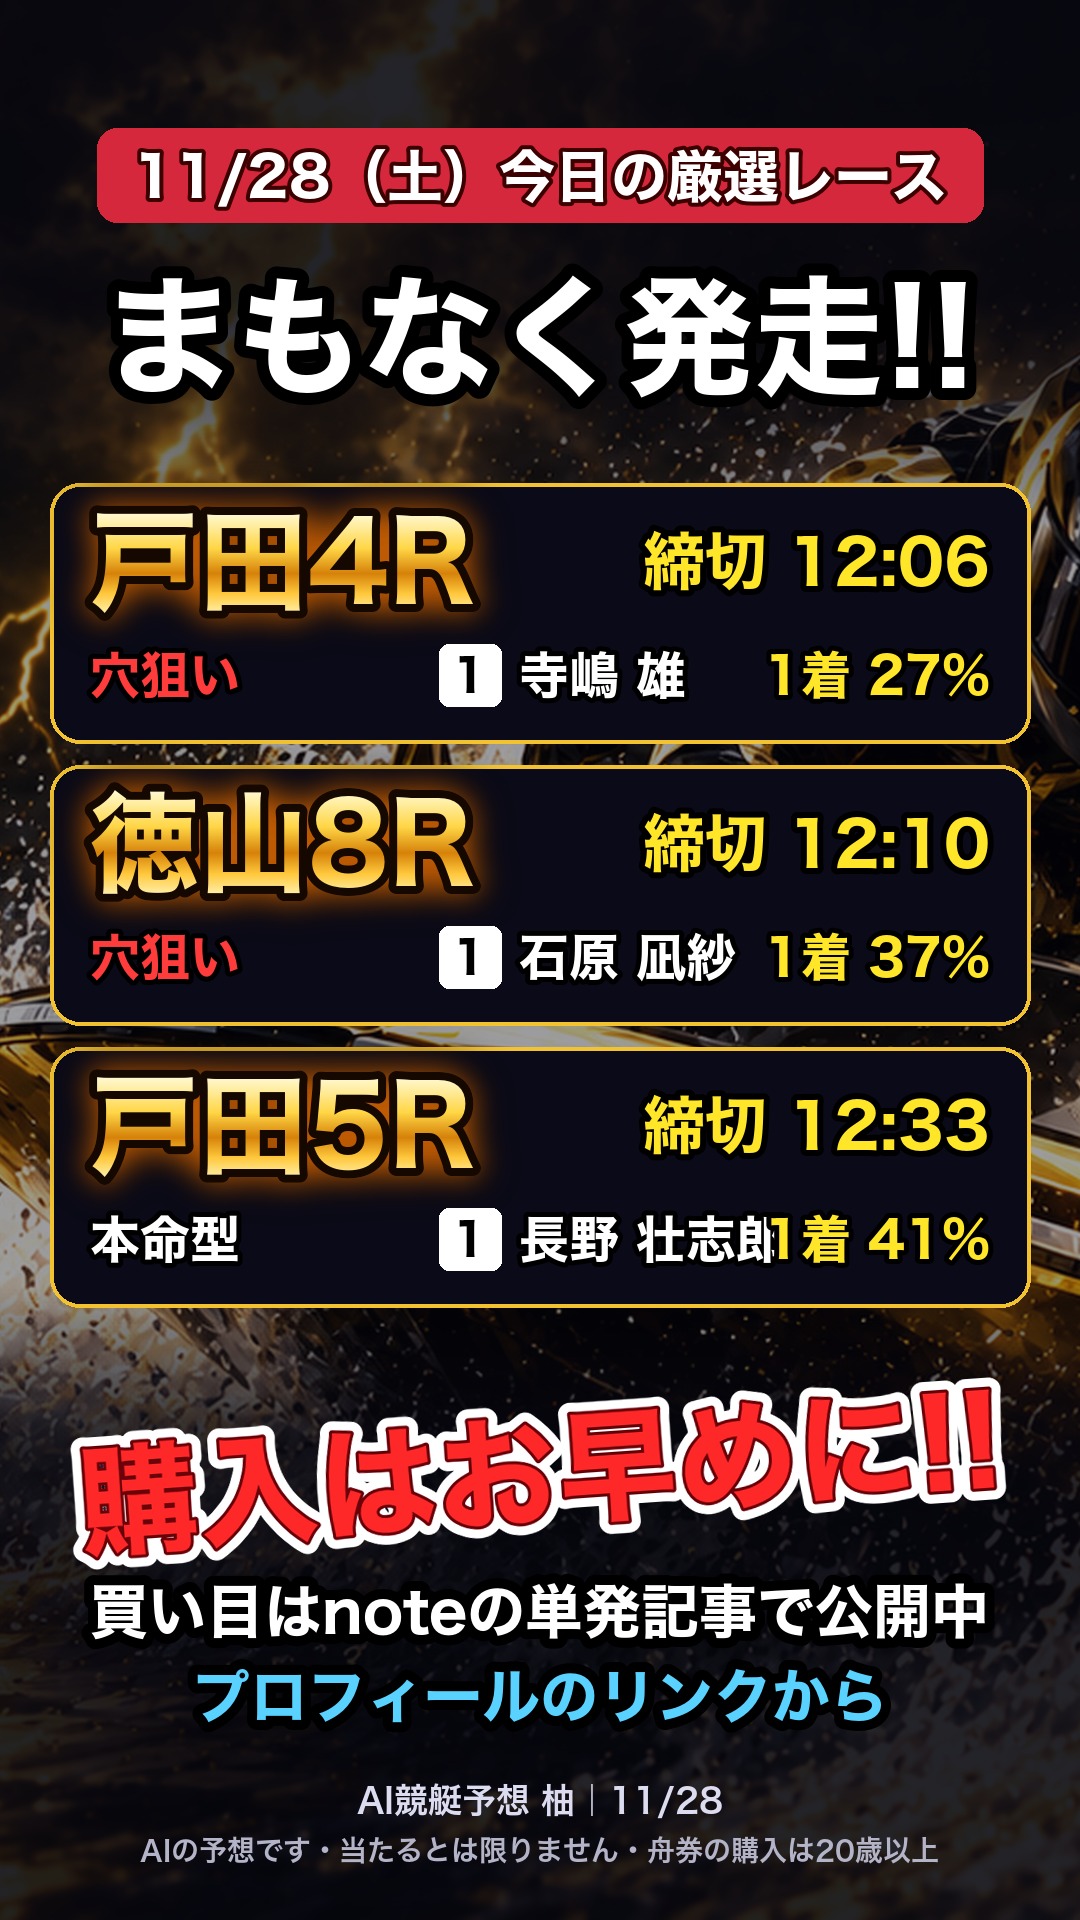 11/28（土）今日の厳選レース
まもなく発走!!
戸田4R 締切 12:06
穴狙い 1 寺嶋 雄 1着 27%
徳山8R 締切 12:10
穴狙い 1 石原 凪紗 1着 37%
戸田5R 締切 12:33
本命型 1 長野 壮志郎 1着 41%
購入はお早めに!!
買い目はnoteの単発記事で公開中
プロフィールのリンクから
AI競艇予想 柚｜11/28
AIの予想です・当たるとは限りません・舟券の購入は20歳以上